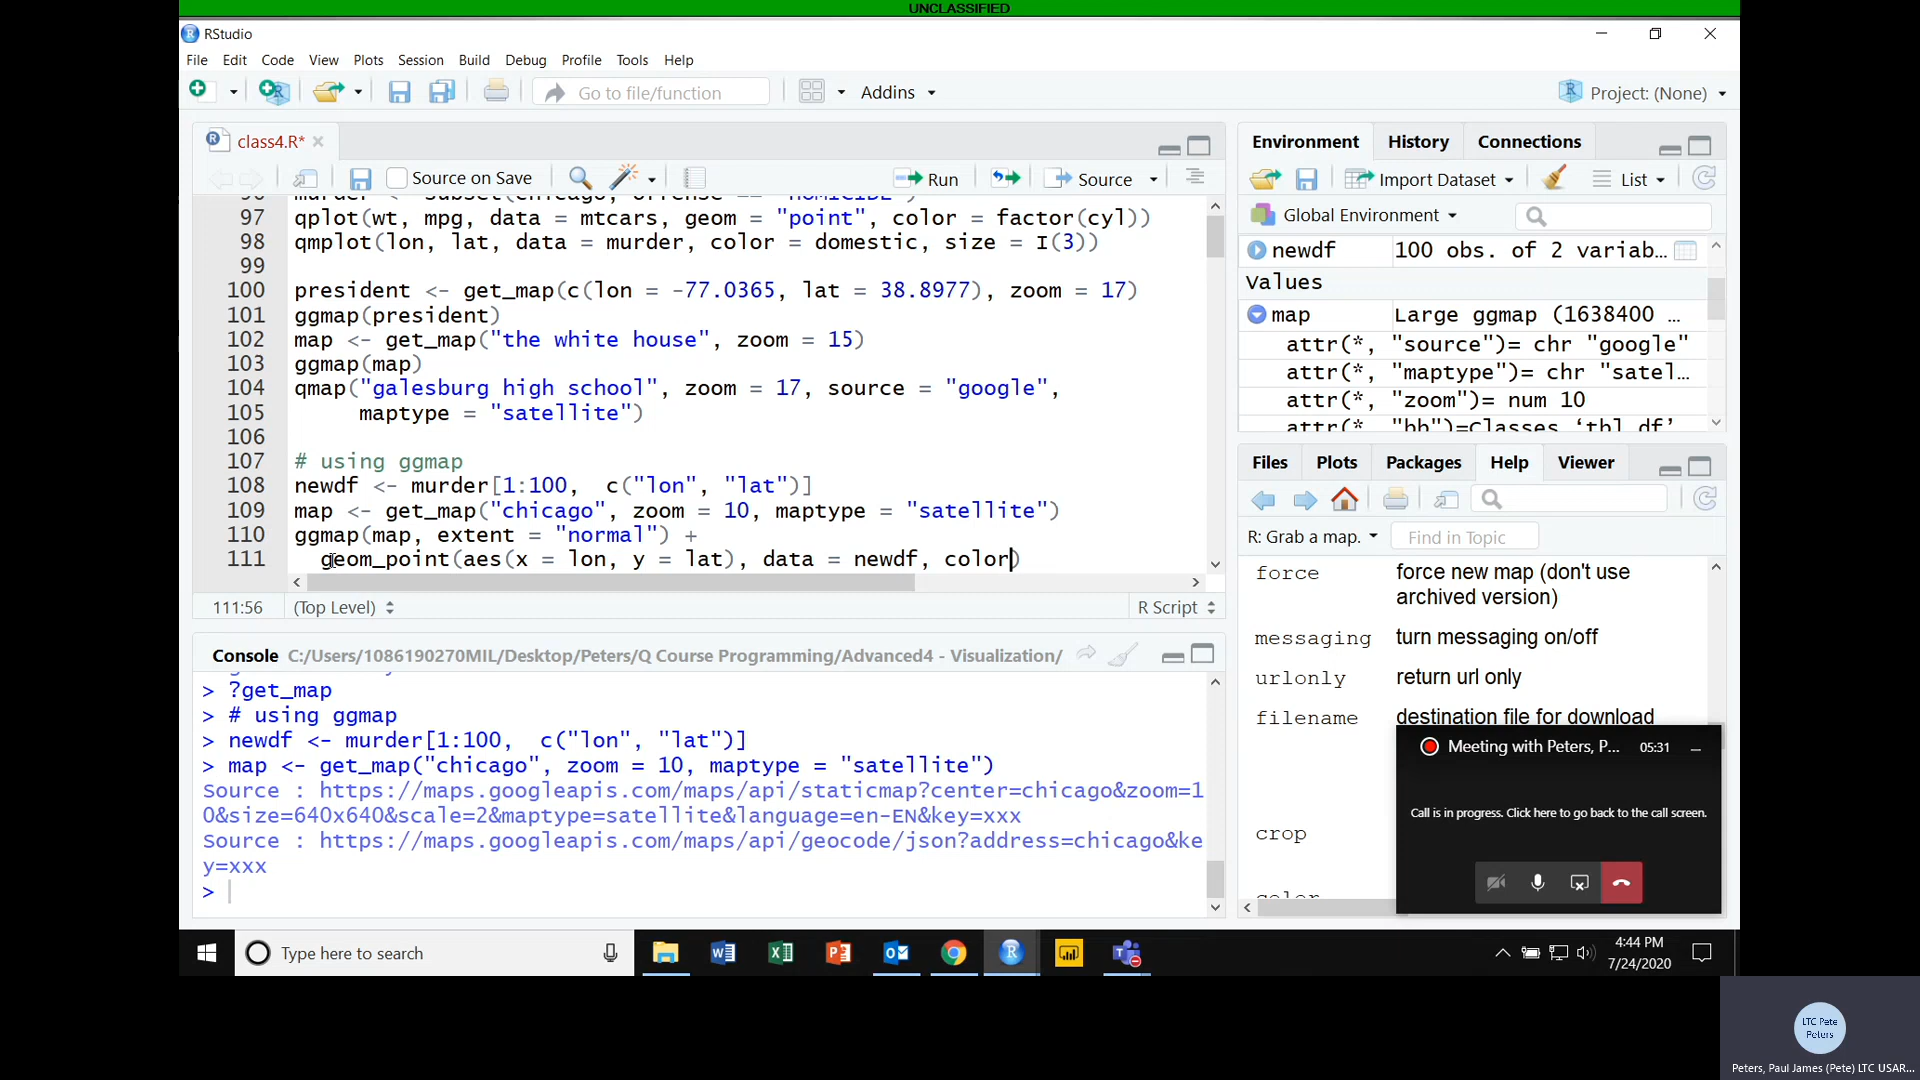 UNCLASSIFIED
RStudio
File Edit Code View Plots Session Build Debug Profile Tools Help
Go to file/function Addins Project: (None)
class4.R*
Source on Save Run Source
96 murder <- subset(chicago, offense == "HOMICIDE")
97 qplot(wt, mpg, data = mtcars, geom = "point", color = factor(cyl))
98 qmplot(lon, lat, data = murder, color = domestic, size = I(3))
99
100 president <- get_map(c(lon = -77.0365, lat = 38.8977), zoom = 17)
101 ggmap(president)
102 map <- get_map("the white house", zoom = 15)
103 ggmap(map)
104 qmap("galesburg high school", zoom = 17, source = "google",
105 maptype = "satellite")
106
107 # using ggmap
108 newdf <- murder[1:100,  c("lon", "lat")]
109 map <- get_map("chicago", zoom = 10, maptype = "satellite")
110 ggmap(map, extent = "normal") +
111 geom_point(aes(x = lon, y = lat), data = newdf, color)
111:56 (Top Level) R Script
Console C:/Users/1086190270MIL/Desktop/Peters/Q Course Programming/Advanced4 - Visualization/
> ?get_map
> # using ggmap
> newdf <- murder[1:100,  c("lon", "lat")]
> map <- get_map("chicago", zoom = 10, maptype = "satellite")
Source : https://maps.googleapis.com/maps/api/staticmap?center=chicago&zoom=1
0&size=640x640&scale=2&maptype=satellite&language=en-EN&key=xxx
Source : https://maps.googleapis.com/maps/api/geocode/json?address=chicago&ke
y=xxx
>
Environment History Connections
Import Dataset List
Global Environment
newdf 100 obs. of 2 variab...
Values
map Large ggmap (1638400 ...
attr(*, "source")= chr "google"
attr(*, "maptype")= chr "satel...
attr(*, "zoom")= num 10
attr(*, "bb")=Classes ‘tbl_df’
Files Plots Packages Help Viewer
R: Grab a map. Find in Topic
force force new map (don't use
archived version)
messaging turn messaging on/off
urlonly return url only
filename destination file for download
crop
color
Meeting with Peters, P... 05:31
Call is in progress. Click here to go back to the call screen.
Type here to search
4:44 PM
7/24/2020
LTC Pete
Peters
Peters, Paul James (Pete) LTC USAR...